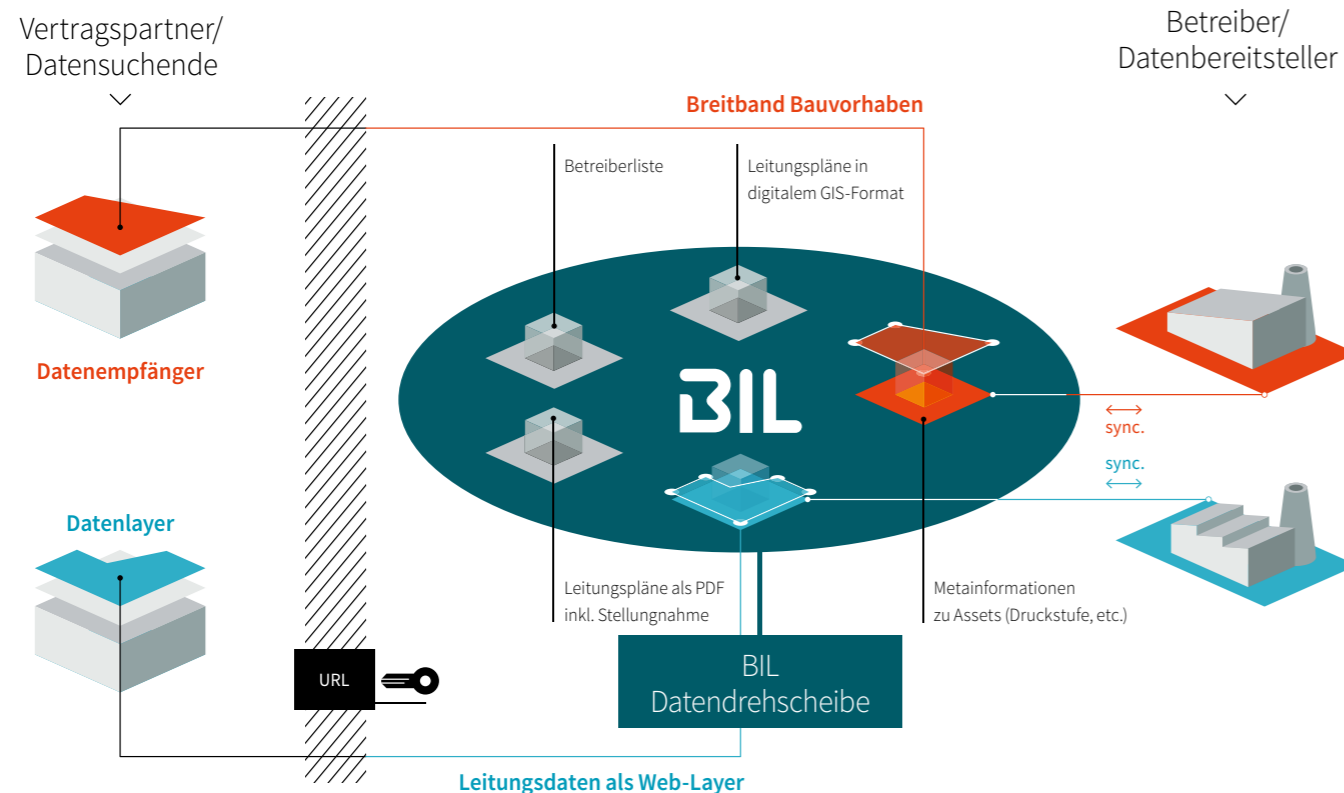 Vertragspartner/
Datensuchende
Betreiber/
Datenbereitsteller
Breitband Bauvorhaben
Betreiberliste
Leitungspläne in
digitalem GIS-Format
Datenempfänger
BIL
sync.
sync.
Datenlayer
Leitungspläne als PDF
inkl. Stellungnahme
Metainformationen
zu Assets (Druckstufe, etc.)
URL
BIL
Datendrehscheibe
Leitungsdaten als Web-Layer